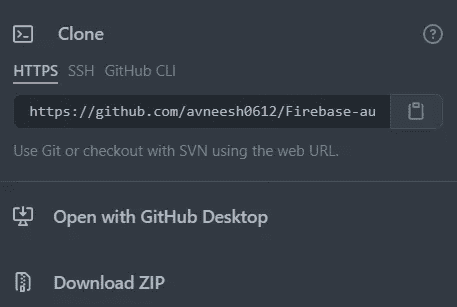 Clone
HTTPS SSH GitHub CLI
https://github.com/avneesh0612/Firebase-au
Use Git or checkout with SVN using the web URL.
Open with GitHub Desktop
Download ZIP